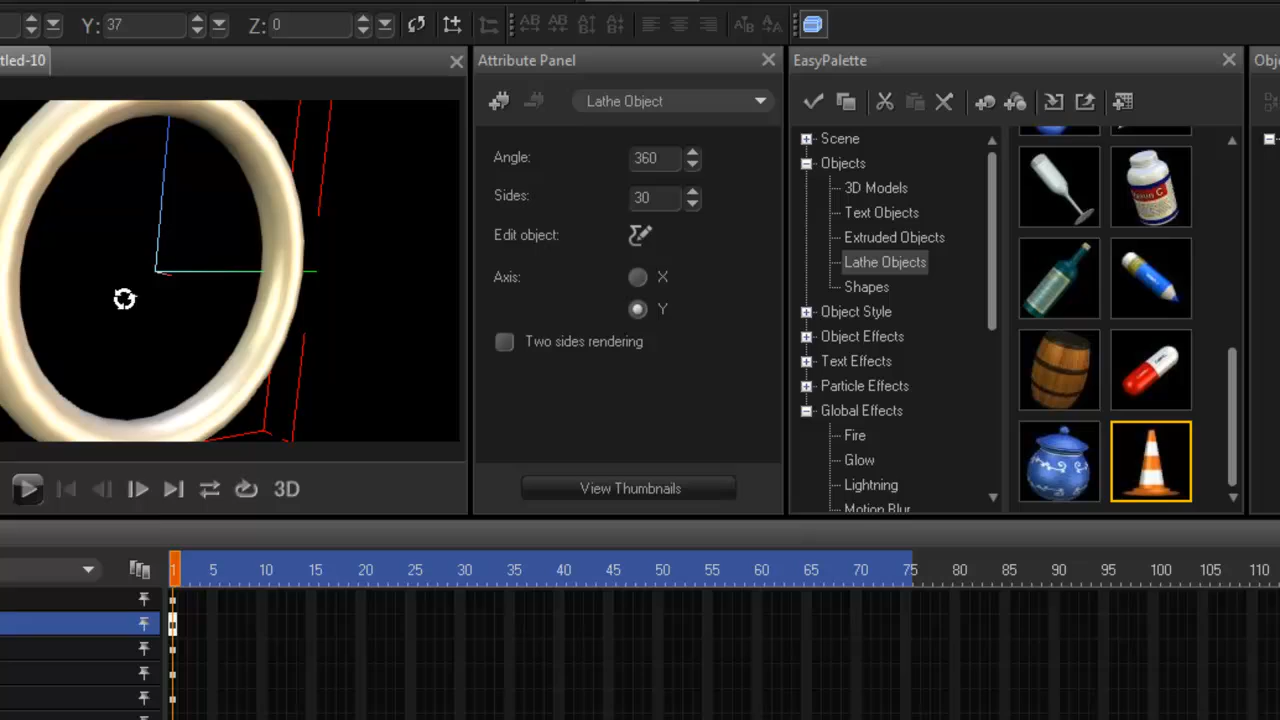 Y: 37 Z: 0
tled-10
Attribute Panel
Lathe Object
Angle: 360
Sides: 30
Edit object:
Axis: X
Y
Two sides rendering
View Thumbnails
EasyPalette
Scene
Objects
3D Models
Text Objects
Extruded Objects
Lathe Objects
Shapes
Object Style
Object Effects
Text Effects
Particle Effects
Global Effects
Fire
Glow
Lightning
Motion Blur
Obje
3D
1 5 10 15 20 25 30 35 40 45 50 55 60 65 70 75 80 85 90 95 100 105 110